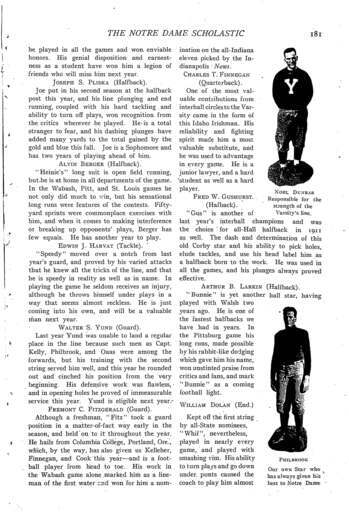 THE NOTRE DAME SCHOLASTIC 181
he played in all the games and won enviable
honors. His genial disposition and earnest-
ness as a student have won him a legion of
friends who will miss him next year.
JOSEPH S. PLISKA (Halfback).
Joe put in his second season at the halfback
post this year, and his line plunging and end
running, coupled with his hard tackling and
ability to turn off plays, won recognition from
the critics wherever he played. He is a total
stranger to fear, and his dashing plunges have
added many yards to the total gained by the
gold and blue this fall. Joe is a Sophomore and
has two years of playing ahead of him.
ALVIN BERGER (Halfback).
"Heinie's" long suit is open field running,
but he is at home in all departments of the game.
In the Wabash, Pitt, and St. Louis games he
not only did much to win, but his sensational
long runs were features of the contests. Fifty-
yard sprints were commonplace exercises with
him, and when it comes to making interference
or breaking up opponents' plays, Berger has
few equals. He has another year to play.
EDWIN J. HARVAT (Tackle).
"Speedy" moved over a notch from last
year's guard, and proved by his varied attacks
that he knew all the tricks of the line, and that
he is speedy in reality as well as in name. In
playing the game he seldom receives an injury,
although he throws himself under plays in a
way that seems almost reckless. He is just
coming into his own, and will be a valuable
man next year.
WALTER S. YUND (Guard).
Last year Yund was unable to land a regular
place in the line because such men as Capt.
Kelly, Philbrook, and Oaas were among the
forwards, but his training with the second
string served him well, and this year he rounded
out and cinched his position from the very
beginning. His defensive work was flawless,
and in opening holes he proved of immeasurable
service this year. Yund is eligible next year.
FREEMONT C. FITZGERALD (Guard).
Although a freshman, "Fitz" took a guard
position in a matter-of-fact way early in the
season, and held on to it throughout the year.
He hails from Columbia College, Portland, Ore.,
which, by the way, has also given us Kelleher,
Finnegan, and Cook this year—and is a foot-
ball player from head to toe. His work in
the Wabash game alone marked him as a line-
man of the first water and won for him a nom-
ination on the all-Indiana
eleven picked by the In-
dianapolis News.
CHARLES T. FINNEGAN
(Quarterback).
One of the most val-
uable contributions from
interhall circles to the Var-
sity came in the form of
this Idaho Irishman. His
reliability and fighting
spirit made him a most
valuable substitute, and
he was used to advantage
in every game. He is a
junior lawyer, and a hard
student as well as a hard
player.
FRED W. GUSHURST.
(Halfback).
"Gus" is another of
last year's interhall champions and was
the choice for all-Hall halfback in 1911
as well. The dash and determination of this
old Corby star and his ability to pick holes,
elude tackles, and use his head label him as
a halfback born to the work. He was used in
all the games, and his plunges always proved
effective.
ARTHUR B. LARKIN (Halfback).
"Bunnie" is yet another hall star, having
played with Walsh two
years ago. He is one of
the fastest halfbacks we
have had in years. In
the Pittsburg game his
long runs, made possible
by his rabbit-like dodging
which gave him his name,
won unstinted praise from
critics and fans, and mark
"Bunnie" as a coming
football light.
WILLIAM DOLAN (End.)
Kept off the first string
by all-State nominees,
"Whil", nevertheless,
played in nearly every
game, and played with
smashing vim. His ability
to turn plays and go down
under punts caused the
coach to play him almost
Y
NOEL DUNBAR
Responsible for the
strength of the
Varsity's line.
PHILBROOK
Our own Star who
has always given his
best to Notre Dame